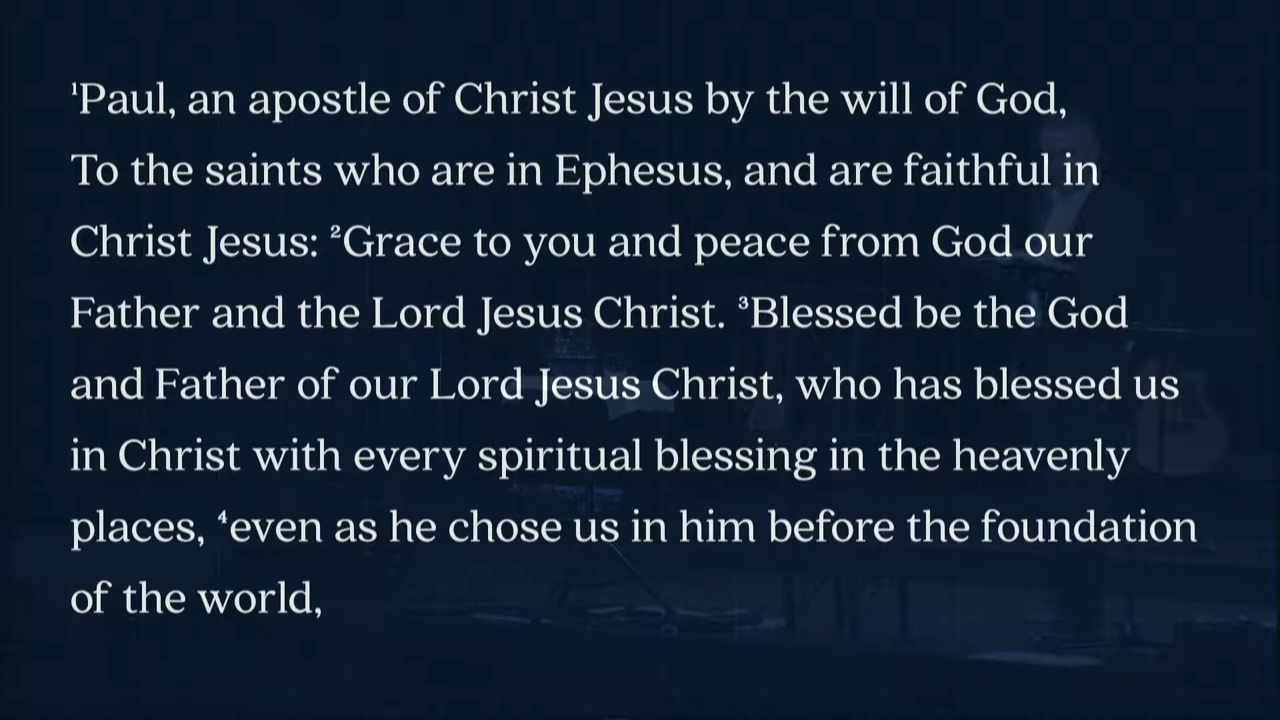 ¹Paul, an apostle of Christ Jesus by the will of God,
To the saints who are in Ephesus, and are faithful in
Christ Jesus: ²Grace to you and peace from God our
Father and the Lord Jesus Christ. ³Blessed be the God
and Father of our Lord Jesus Christ, who has blessed us
in Christ with every spiritual blessing in the heavenly
places, ⁴even as he chose us in him before the foundation
of the world,